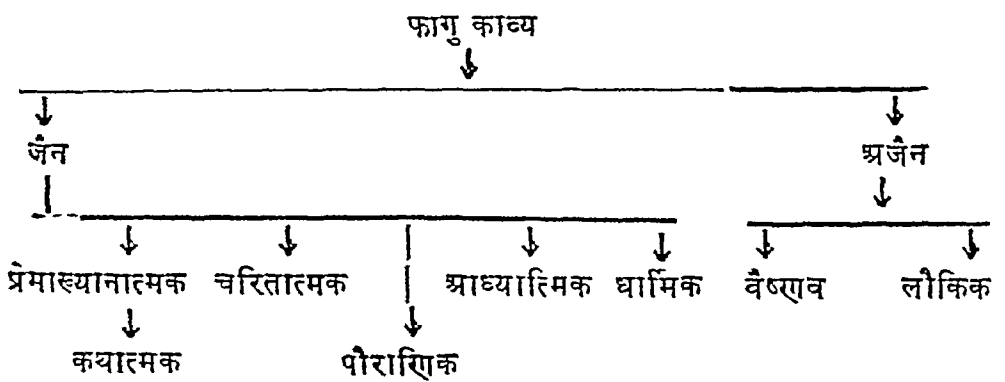 फागु काव्य
जैन अजैन
प्रेमाख्यानात्मक चरितात्मक आध्यात्मिक धार्मिक वैष्णव लौकिक
कथात्मक पौराणिक